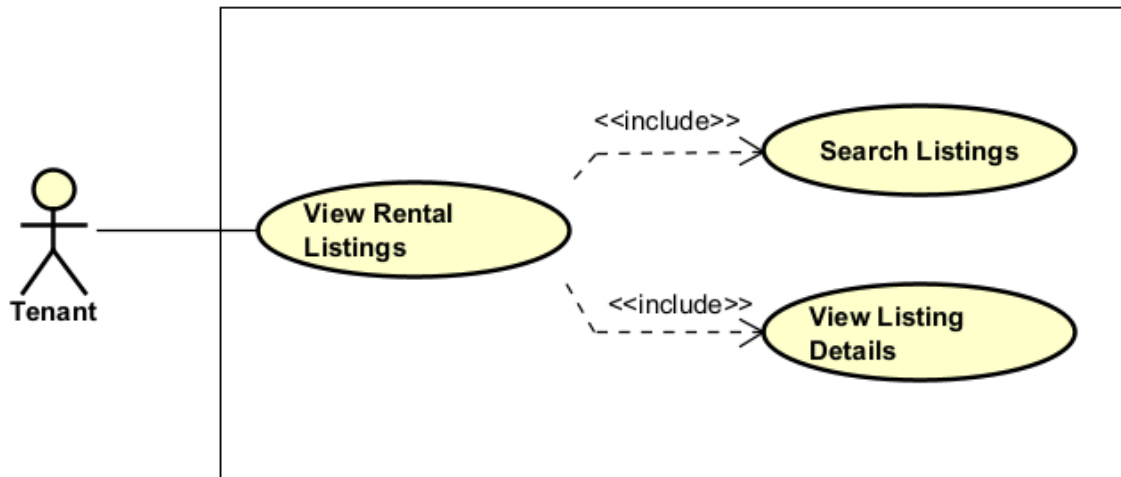 <<include>>
Search Listings
View Rental
Listings
Tenant
<<include>>
View Listing
Details